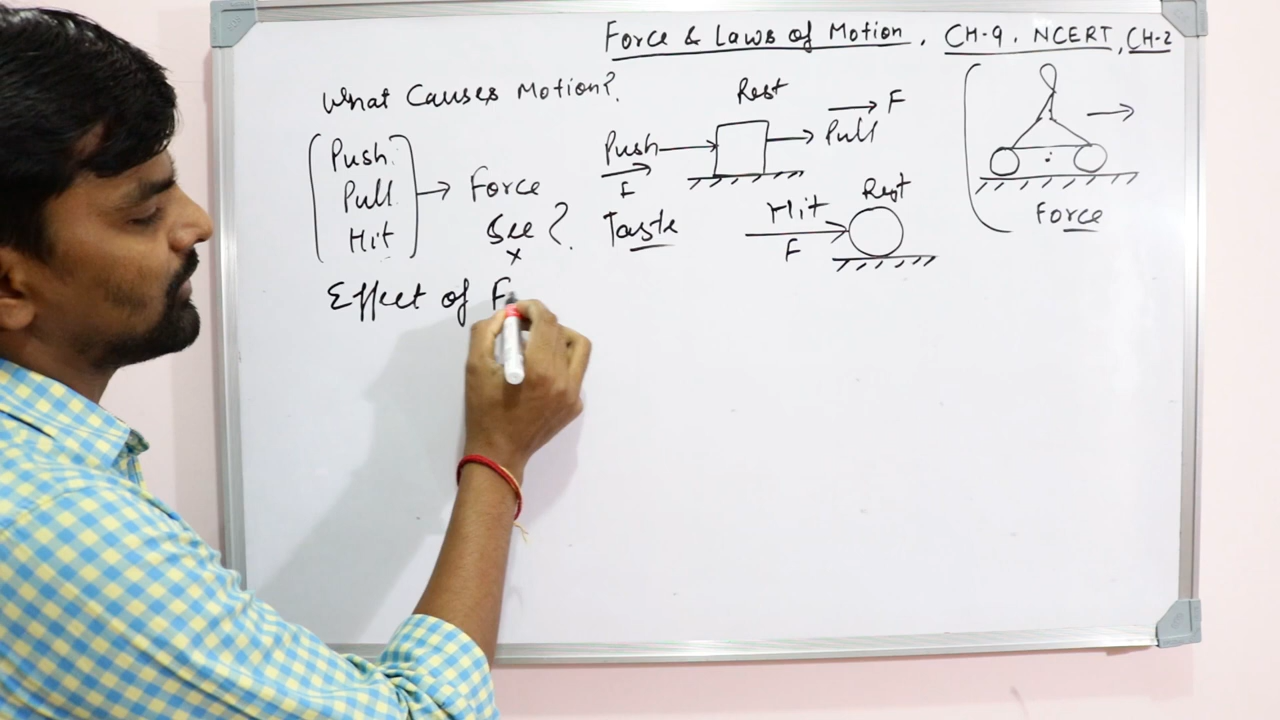 Force & Laws of Motion, CH-9, NCERT, CH-2
What Causes Motion?
Push
Pull
Hit
Force
See ?
x
Taste
Push
F
Rest
F
Pull
Hit
F
Rest
Force
Effect of F